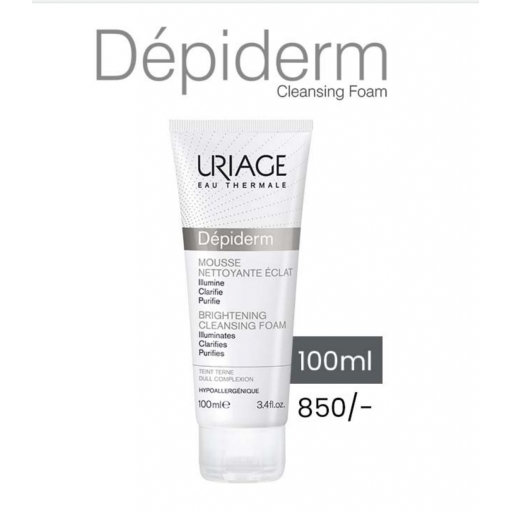 Dépiderm
Cleansing Foam
URIAGE
EAU THERMALE
Dépiderm
MOUSSE
NETTOYANTE ÉCLAT
Illumine
Clarifie
Purifie
BRIGHTENING
CLEANSING FOAM
Illuminates
Clarifies
Purifies
TEINT TERNE
DULL COMPLEXION
HYPOALLERGÉNIQUE
100ml℮ 3.4fl.oz.
100ml
850/-